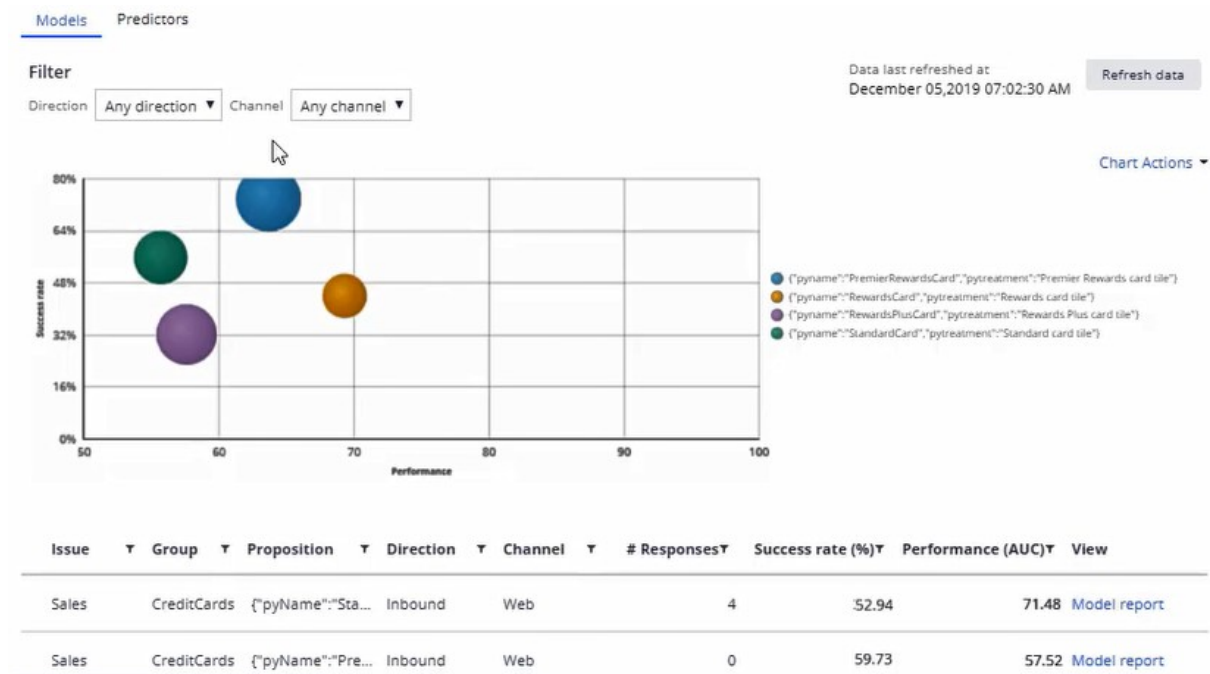 Models Predictors
Filter
Data last refreshed at
Refresh data
December 05,2019 07:02:30 AM
Direction Any direction Channel Any channel
Chart Actions
80%
64%
48%
32%
16%
0%
Success rate
50 60 70 80 90 100
Performance
{"pyname":"PremierRewardsCard","pytreatment":"Premier Rewards card tile"}
{"pyname":"RewardsCard","pytreatment":"Rewards card tile"}
{"pyname":"RewardsPlusCard","pytreatment":"Rewards Plus card tile"}
{"pyname":"StandardCard","pytreatment":"Standard card tile"}
Issue Group Proposition Direction Channel # Responses Success rate (%) Performance (AUC) View
Sales CreditCards {"pyName":"Sta... Inbound Web 4 52.94 71.48 Model report
Sales CreditCards {"pyName":"Pre... Inbound Web 0 59.73 57.52 Model report